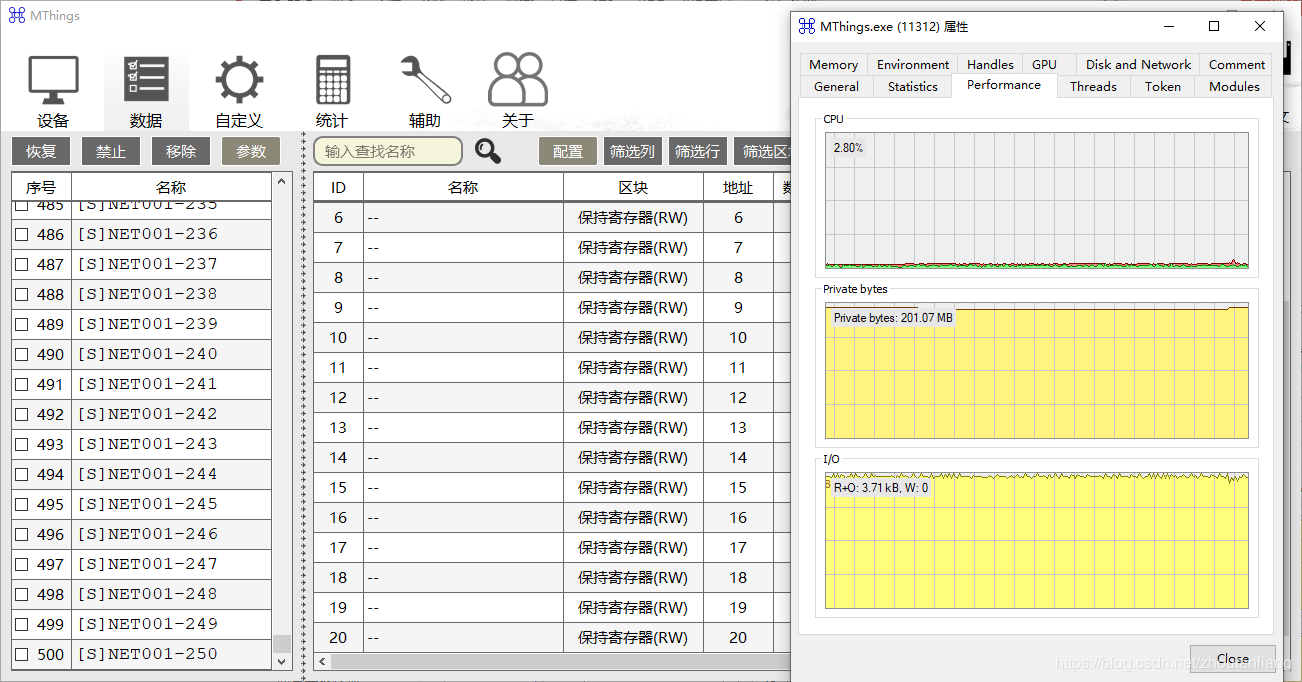 MThings
设备 数据 自定义 统计 辅助 关于
恢复 禁止 移除 参数
输入查找名称 配置 筛选列 筛选行 筛选区
序号 名称
485 [S]NET001-235
486 [S]NET001-236
487 [S]NET001-237
488 [S]NET001-238
489 [S]NET001-239
490 [S]NET001-240
491 [S]NET001-241
492 [S]NET001-242
493 [S]NET001-243
494 [S]NET001-244
495 [S]NET001-245
496 [S]NET001-246
497 [S]NET001-247
498 [S]NET001-248
499 [S]NET001-249
500 [S]NET001-250
ID 名称 区块 地址
6 -- 保持寄存器(RW) 6
7 -- 保持寄存器(RW) 7
8 -- 保持寄存器(RW) 8
9 -- 保持寄存器(RW) 9
10 -- 保持寄存器(RW) 10
11 -- 保持寄存器(RW) 11
12 -- 保持寄存器(RW) 12
13 -- 保持寄存器(RW) 13
14 -- 保持寄存器(RW) 14
15 -- 保持寄存器(RW) 15
16 -- 保持寄存器(RW) 16
17 -- 保持寄存器(RW) 17
18 -- 保持寄存器(RW) 18
19 -- 保持寄存器(RW) 19
20 -- 保持寄存器(RW) 20
MThings.exe (11312) 属性
Memory Environment Handles GPU Disk and Network Comment
General Statistics Performance Threads Token Modules
CPU
2.80%
Private bytes
Private bytes: 201.07 MB
I/O
R+O: 3.71 kB, W: 0
Close